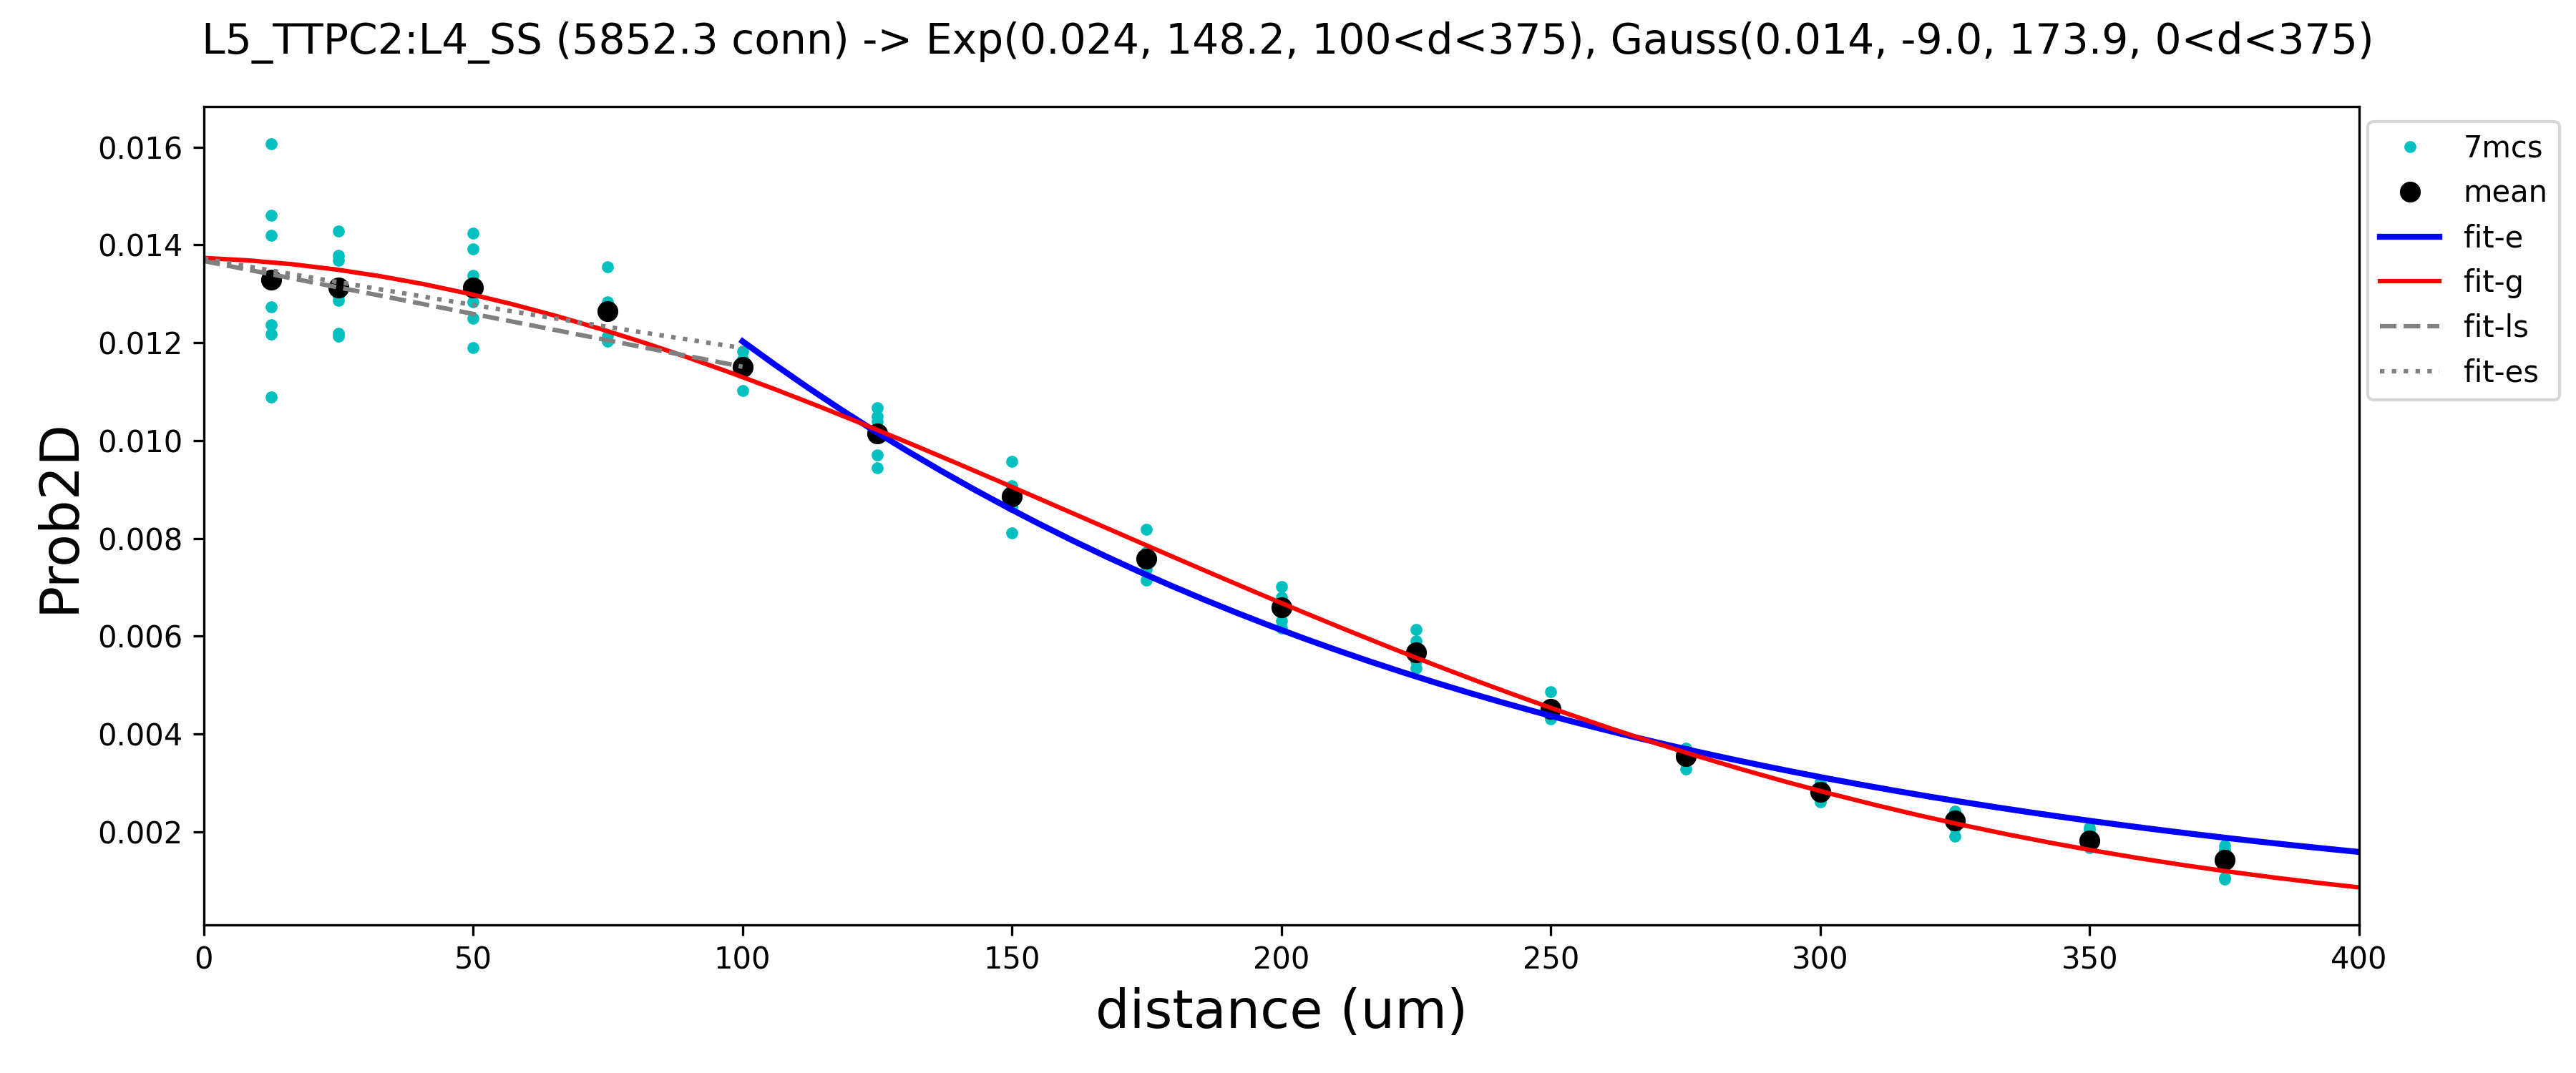 L5_TTPC2:L4_SS (5852.3 conn) -> Exp(0.024, 148.2, 100<d<375), Gauss(0.014, -9.0, 173.9, 0<d<375)
0.016
0.014
0.012
0.010
0.008
0.006
0.004
0.002
Prob2D
0 50 100 150 200 250 300 350 400
distance (um)
7mcs
mean
fit-e
fit-g
fit-ls
fit-es